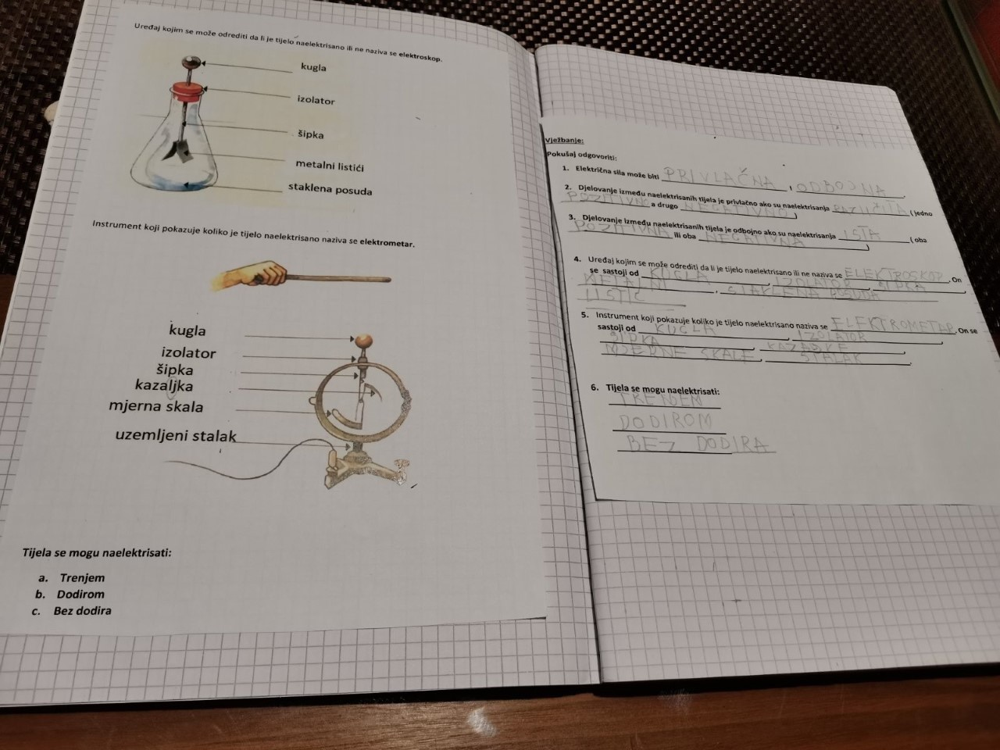 Uređaj kojim se može odrediti da li je tijelo naelektrisano ili ne naziva se elektroskop.
kugla
izolator
šipka
metalni listići
staklena posuda
Instrument koji pokazuje koliko je tijelo naelektrisano naziva se elektrometar.
kugla
izolator
šipka
kazaljka
mjerna skala
uzemljeni stalak
Tijela se mogu naelektrisati:
a. Trenjem
b. Dodirom
c. Bez dodira
Vježbanje:
Pokušaj odgovoriti:
1. Električna sila može biti PRIVLAČNA, ODBOJNA.
2. Djelovanje između naelektrisanih tijela je privlačno ako su naelektrisanja RAZLIČITA (jedno
POZITIVNO a drugo NEGATIVNO)
3. Djelovanje između naelektrisanih tijela je odbojno ako su naelektrisanja ISTA (oba
POZITIVNA ili oba NEGATIVNA)
4. Uređaj kojim se može odrediti da li je tijelo naelektrisano ili ne naziva se ELEKTROSKOP. On
se sastoji od KUGLA, IZOLATOR, ŠIPKA,
METALNI, STAKLENA POSUDA
LISTIĆ
5. Instrument koji pokazuje koliko je tijelo naelektrisano naziva se ELEKTROMETAR. On se
sastoji od KUGLA, IZOLATOR,
ŠIPKA, KAZALJKE,
MJERNE SKALE, STALAK.
6. Tijela se mogu naelektrisati:
TRENJEM
DODIROM
BEZ DODIRA